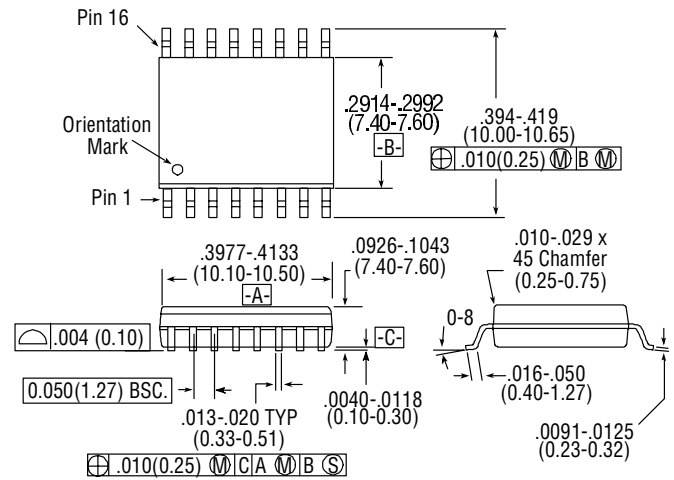 Pin 16
.2914-.2992
(7.40-7.60)
-B-
.394-.419
(10.00-10.65)
.010(0.25) Ⓜ B Ⓜ
Orientation
Mark
Pin 1
.3977-.4133
(10.10-10.50)
-A-
.0926-.1043
(7.40-7.60)
.010-.029 x
45 Chamfer
(0.25-0.75)
.004 (0.10)
-C-
0-8
0.050(1.27) BSC.
.013-.020 TYP
(0.33-0.51)
.0040-.0118
(0.10-0.30)
.016-.050
(0.40-1.27)
.0091-.0125
(0.23-0.32)
.010(0.25) Ⓜ C A Ⓜ B Ⓢ